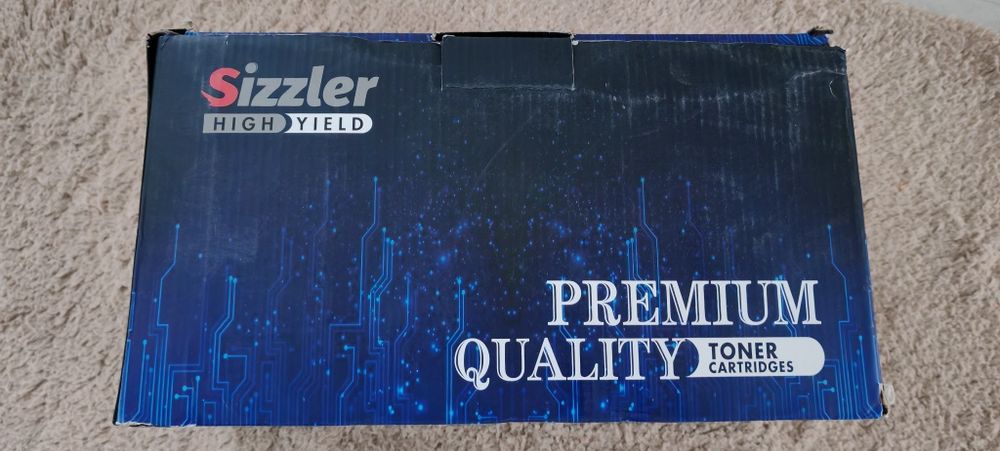 Sizzler
HIGH YIELD
PREMIUM
QUALITY TONER
CARTRIDGES